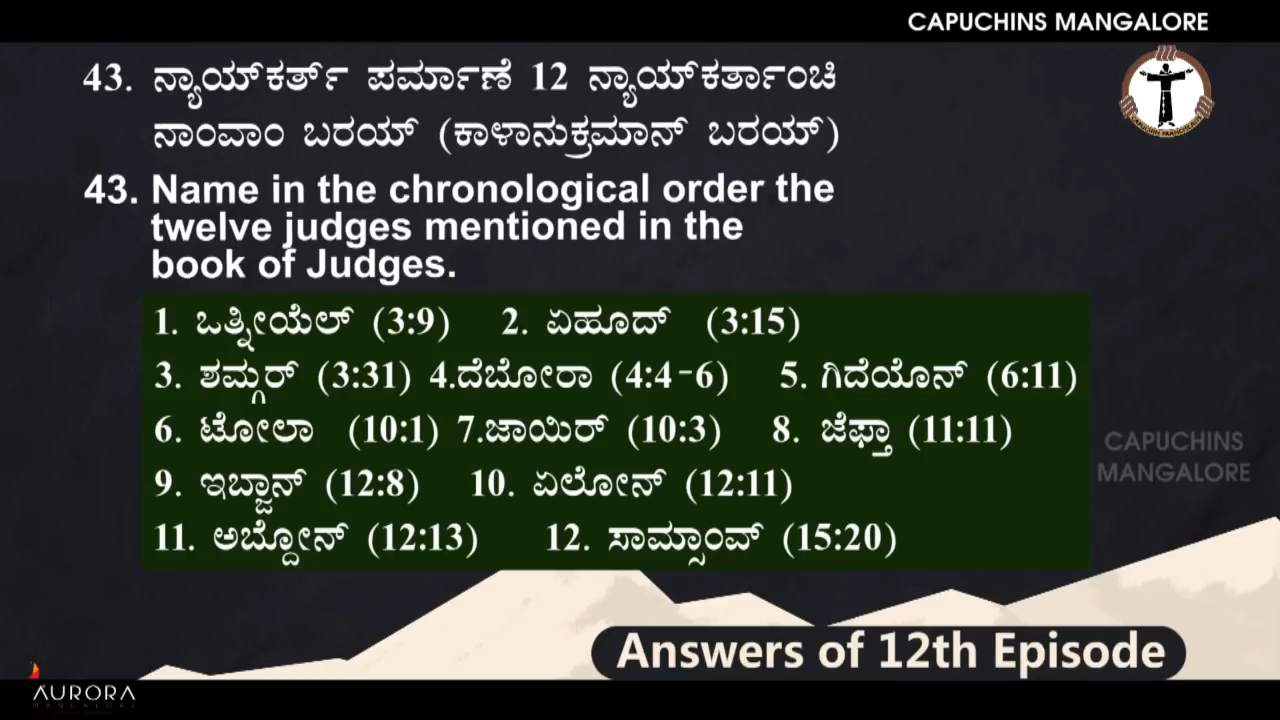 CAPUCHINS MANGALORE
43. ನ್ಯಾಯ್‌ಕರ್ತ್ ಪರ್ಮಾಣೆ 12 ನ್ಯಾಯ್‌ಕರ್ತಾಂಚಿ
ನಾಂವಾಂ ಬರಯ್ (ಕಾಳಾನುಕ್ರಮಾನ್ ಬರಯ್)
43. Name in the chronological order the
twelve judges mentioned in the
book of Judges.
1. ಒತ್ನೀಯೆಲ್ (3:9) 2. ಏಹೂದ್ (3:15)
3. ಶಮ್ಗರ್ (3:31) 4.ದೆಬೋರಾ (4:4-6) 5. ಗಿದೆಯೊನ್ (6:11)
6. ಟೋಲಾ (10:1) 7.ಜಾಯಿರ್ (10:3) 8. ಜೆಫ್ತಾ (11:11)
CAPUCHINS
MANGALORE
9. ಇಬ್ಜಾನ್ (12:8) 10. ಏಲೋನ್ (12:11)
11. ಅಬ್ದೋನ್ (12:13) 12. ಸಾಮ್ಸಾಂವ್ (15:20)
Answers of 12th Episode
AURORA
MANGALORE